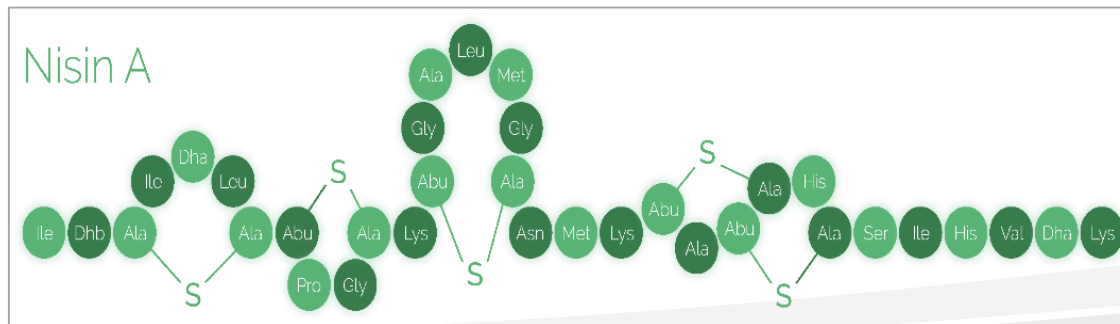 Nisin A
Ile
Dhb
Ala
Ile
Dha
Leu
Ala
S
Abu
S
Pro
Gly
Ala
Lys
Abu
Gly
Ala
Leu
Met
Gly
Ala
S
Asn
Met
Lys
Abu
S
Ala
Abu
Ala
His
S
Ala
Ser
Ile
His
Val
Dha
Lys